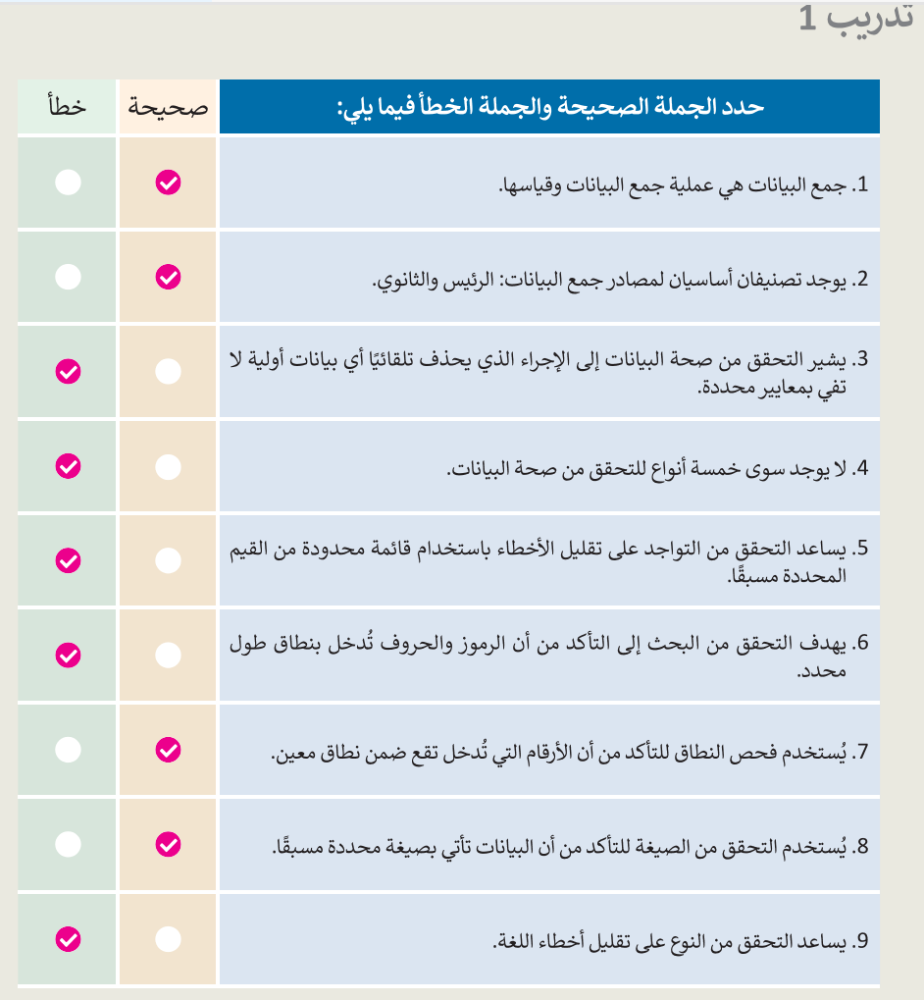 تدريب 1
حدد الجملة الصحيحة والجملة الخطأ فيما يلي:
صحيحة
خطأ
1. جمع البيانات هي عملية جمع البيانات وقياسها.
2. يوجد تصنيفان أساسيان لمصادر جمع البيانات: الرئيس والثانوي.
3. يشير التحقق من صحة البيانات إلى الإجراء الذي يحذف تلقائيًا أي بيانات أولية لا
تفي بمعايير محددة.
4. لا يوجد سوى خمسة أنواع للتحقق من صحة البيانات.
5. يساعد التحقق من التواجد على تقليل الأخطاء باستخدام قائمة محدودة من القيم
المحددة مسبقًا.
6. يهدف التحقق من البحث إلى التأكد من أن الرموز والحروف تُدخل بنطاق طول
محدد.
7. يُستخدم فحص النطاق للتأكد من أن الأرقام التي تُدخل تقع ضمن نطاق معين.
8. يُستخدم التحقق من الصيغة للتأكد من أن البيانات تأتي بصيغة محددة مسبقًا.
9. يساعد التحقق من النوع على تقليل أخطاء اللغة.